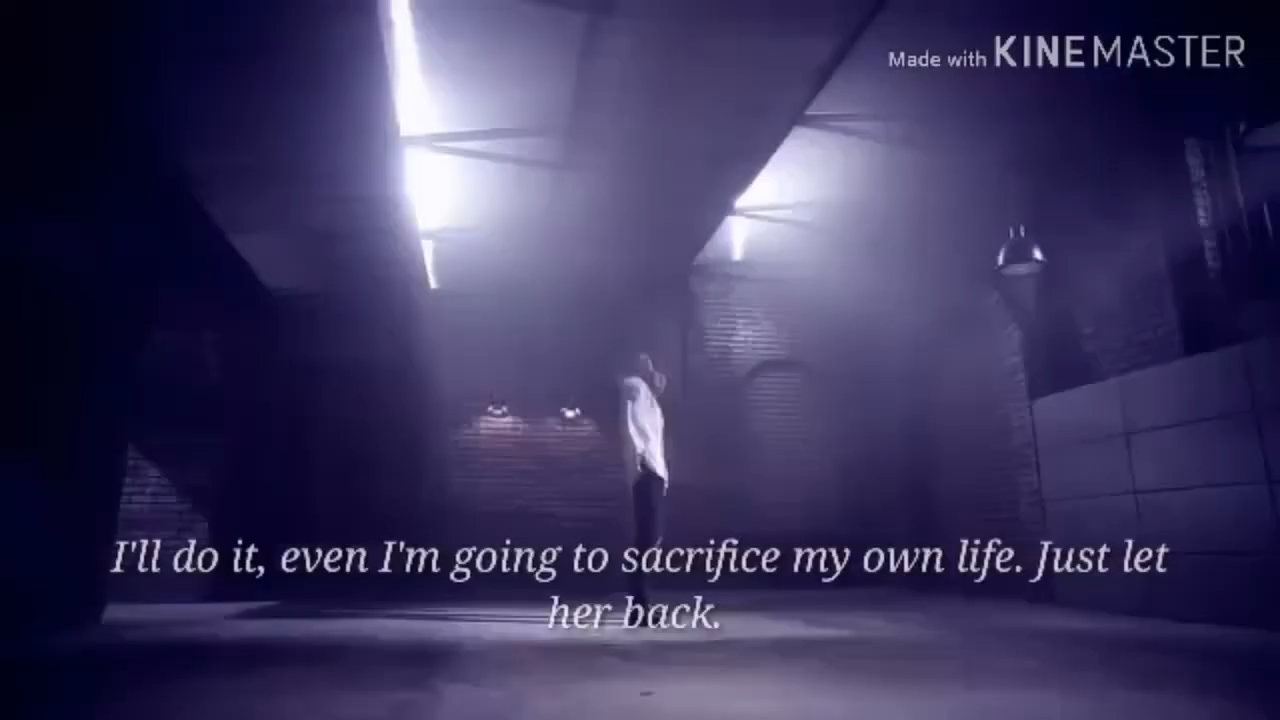 Made with KINEMASTER
I'll do it, even I'm going to sacrifice my own life. Just let
her back.